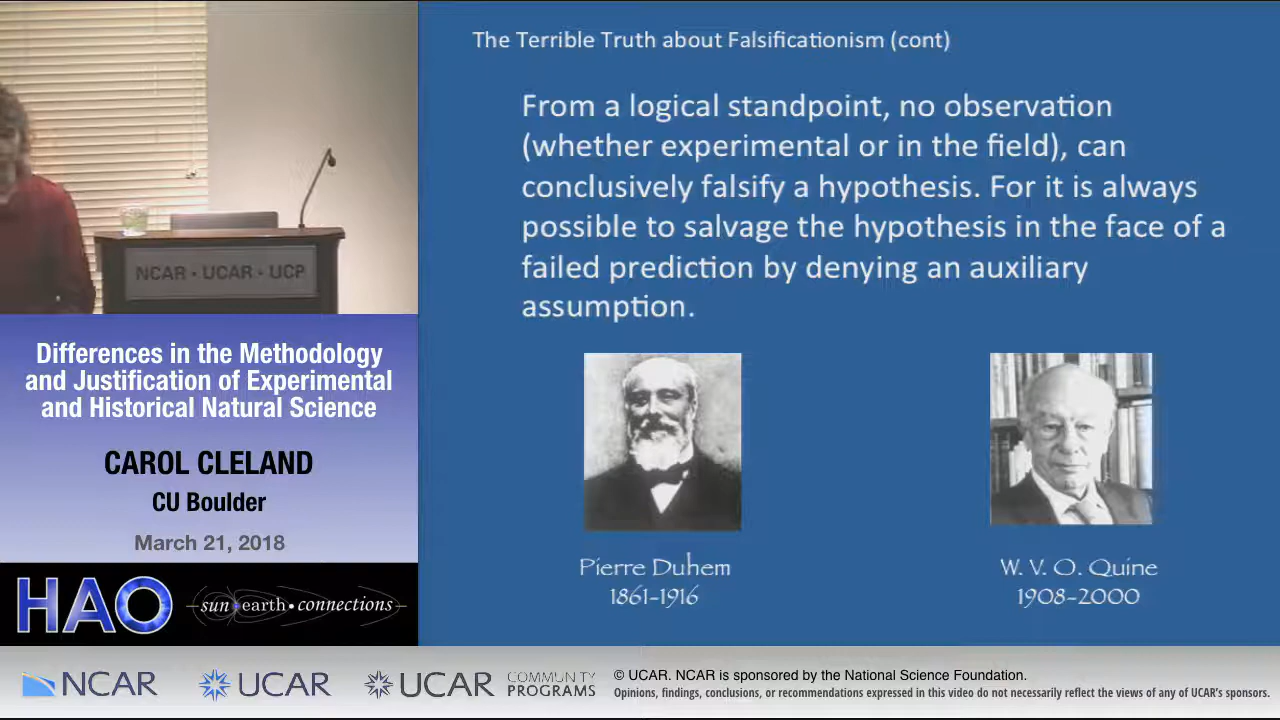 The Terrible Truth about Falsificationism (cont)
From a logical standpoint, no observation
(whether experimental or in the field), can
conclusively falsify a hypothesis. For it is always
possible to salvage the hypothesis in the face of a
failed prediction by denying an auxiliary
assumption.
Pierre Duhem
1861-1916
W. V. O. Quine
1908-2000
NCAR • UCAR • UCP
Differences in the Methodology
and Justification of Experimental
and Historical Natural Science
CAROL CLELAND
CU Boulder
March 21, 2018
HAO
sun•earth•connections
NCAR
UCAR
UCAR
COMMUNITY
PROGRAMS
© UCAR. NCAR is sponsored by the National Science Foundation.
Opinions, findings, conclusions, or recommendations expressed in this video do not necessarily reflect the views of any of UCAR's sponsors.